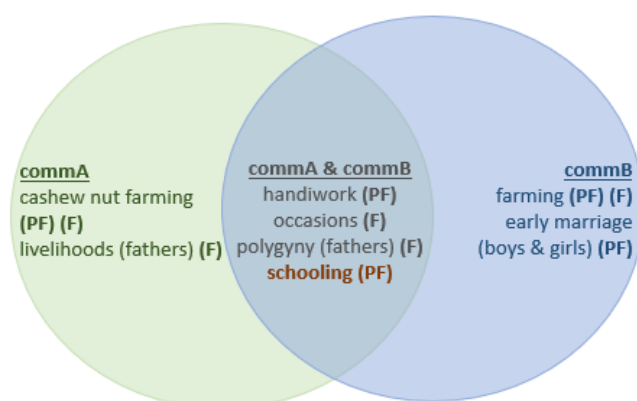 commA
cashew nut farming
(PF) (F)
livelihoods (fathers) (F)
commA & commB
handiwork (PF)
occasions (F)
polygyny (fathers) (F)
schooling (PF)
commB
farming (PF) (F)
early marriage
(boys & girls) (PF)